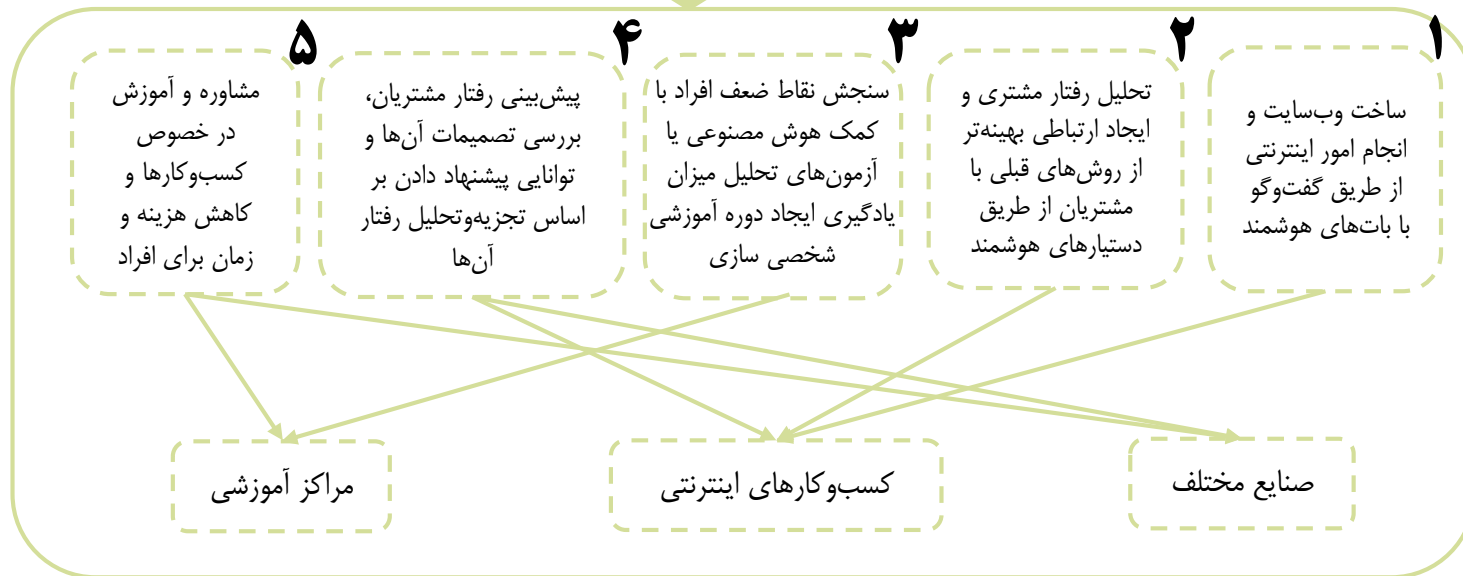 ۱
ساخت وب‌سایت و
انجام امور اینترنتی
از طریق گفت‌وگو
با بات‌های هوشمند
۲
تحلیل رفتار مشتری و
ایجاد ارتباطی بهینه‌تر
از روش‌های قبلی با
مشتریان از طریق
دستیارهای هوشمند
۳
سنجش نقاط ضعف افراد با
کمک هوش مصنوعی یا
آزمون‌های تحلیل میزان
یادگیری ایجاد دوره آموزشی
شخصی سازی
۴
پیش‌بینی رفتار مشتریان،
بررسی تصمیمات آن‌ها و
توانایی پیشنهاد دادن بر
اساس تجزیه‌وتحلیل رفتار
آن‌ها
۵
مشاوره و آموزش
در خصوص
کسب‌وکارها و
کاهش هزینه و
زمان برای افراد
صنایع مختلف
کسب‌وکارهای اینترنتی
مراکز آموزشی